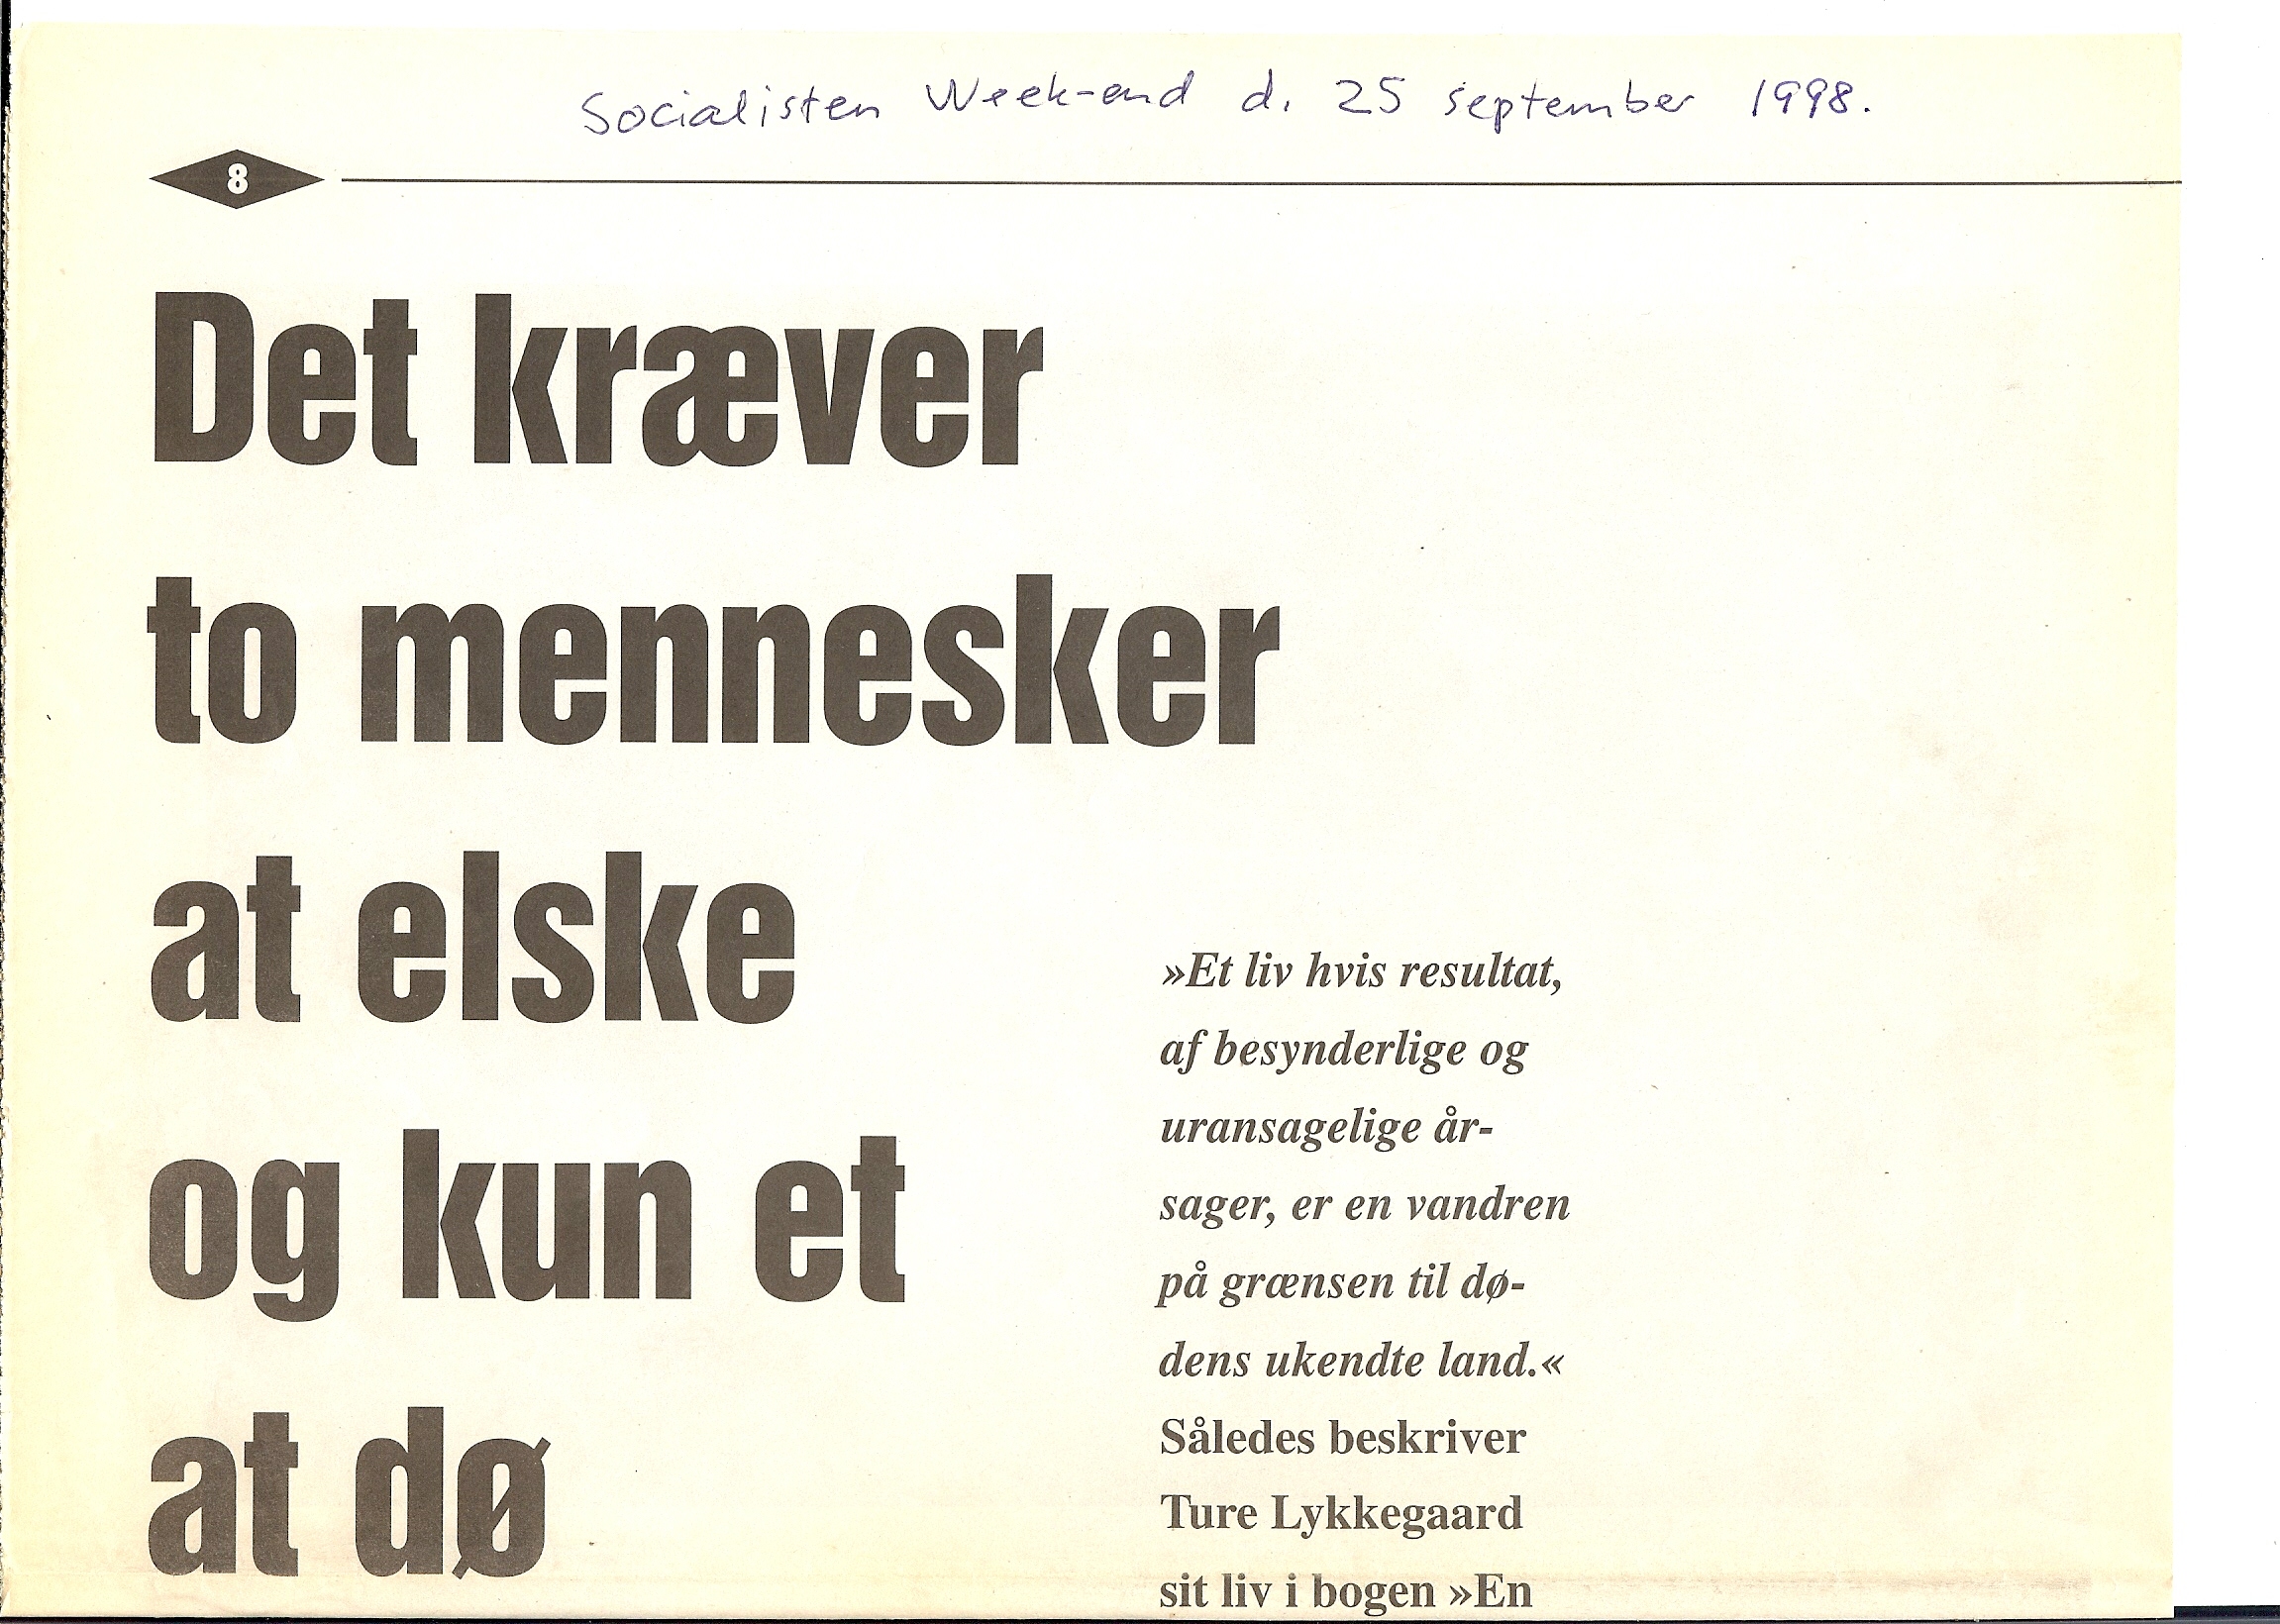 Socialisten Week-end d. 25 september 1998.
8
Det kræver
to mennesker
at elske
og kun et
at dø
»Et liv hvis resultat,
af besynderlige og
uransagelige år-
sager, er en vandren
på grænsen til dø-
dens ukendte land.«
Således beskriver
Ture Lykkegaard
sit liv i bogen »En